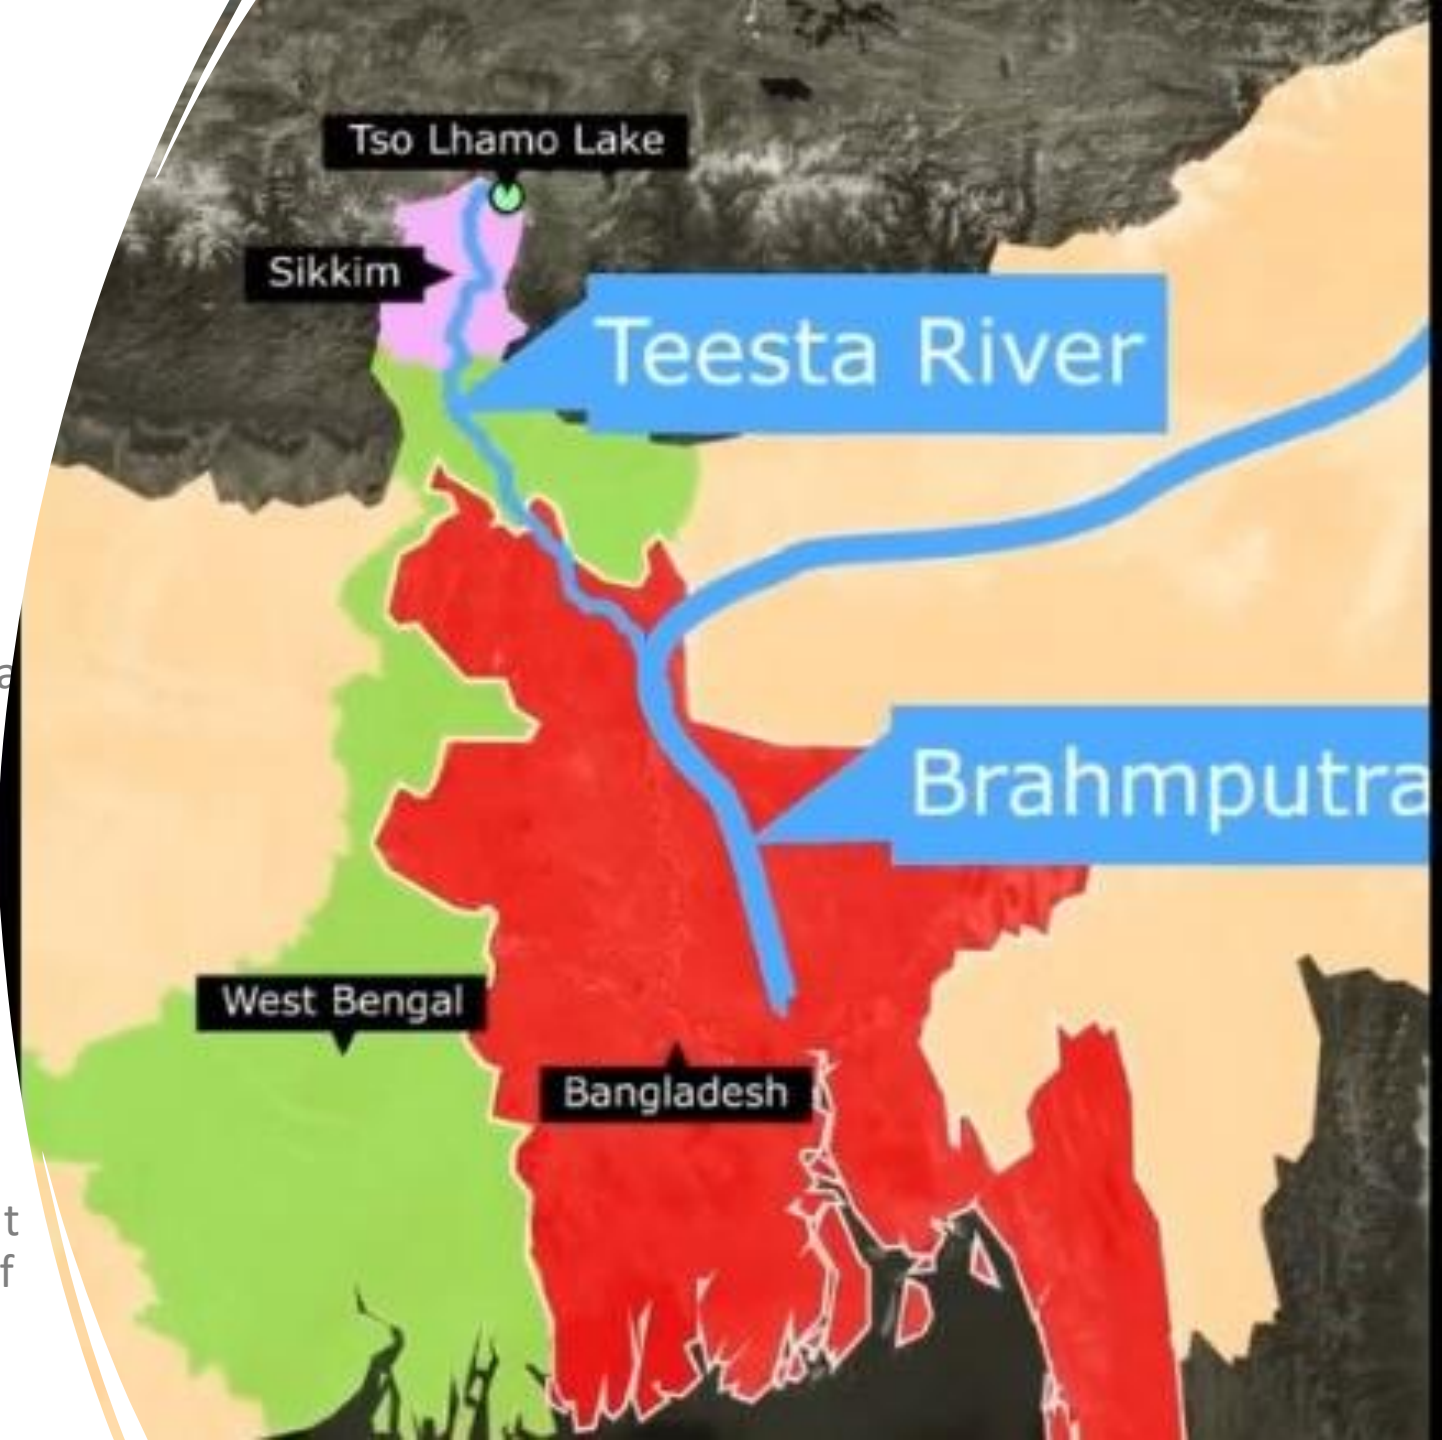 Tso Lhamo Lake
Sikkim
Teesta River
a
Brahmputra
West Bengal
Bangladesh
t
f